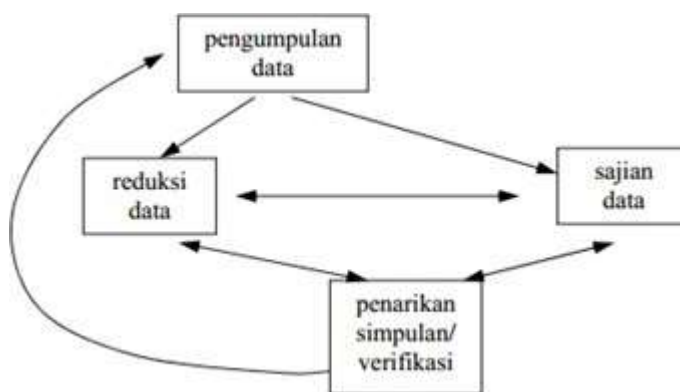 pengumpulan
data
reduksi
data
sajian
data
penarikan
simpulan/
verifikasi